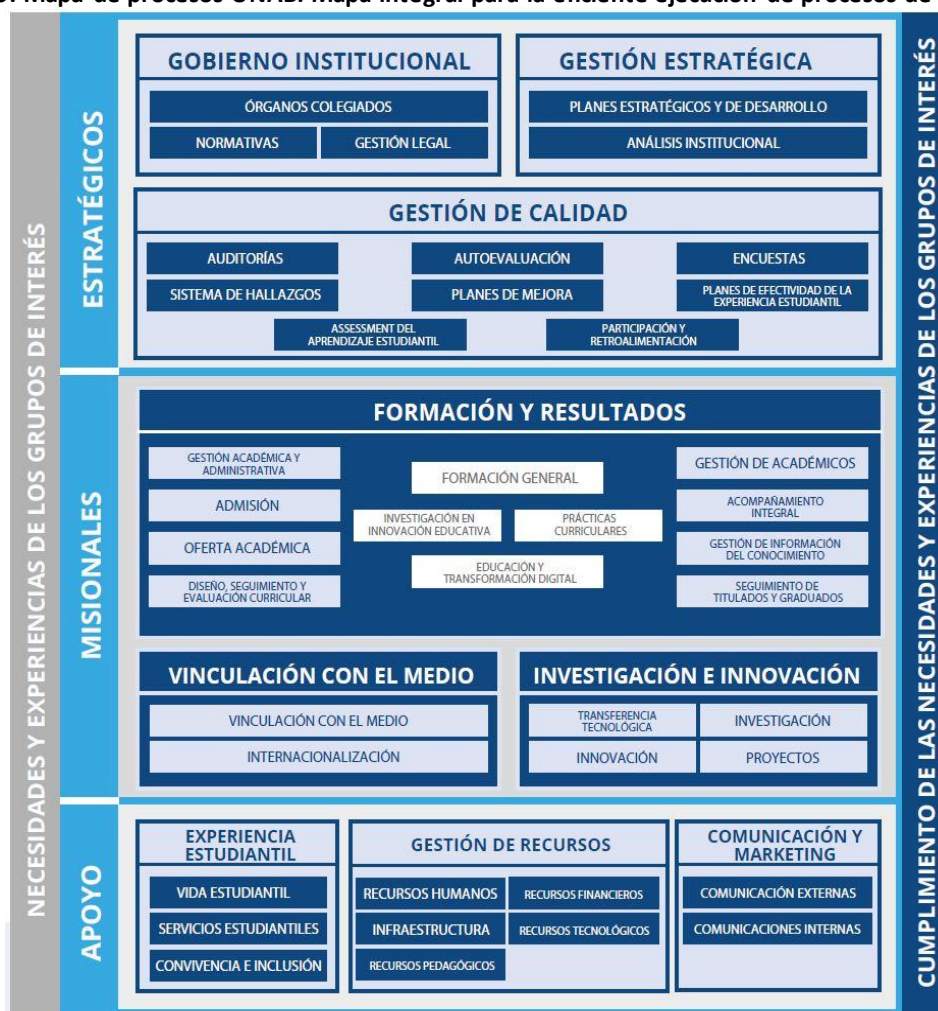 Mapa de procesos UNAB. Mapa integral para la eficiente ejecución de procesos de
NECESIDADES Y EXPERIENCIAS DE LOS GRUPOS DE INTERÉS
ESTRATÉGICOS
GOBIERNO INSTITUCIONAL
ÓRGANOS COLEGIADOS
NORMATIVAS
GESTIÓN LEGAL
GESTIÓN ESTRATÉGICA
PLANES ESTRATÉGICOS Y DE DESARROLLO
ANÁLISIS INSTITUCIONAL
GESTIÓN DE CALIDAD
AUDITORÍAS
AUTOEVALUACIÓN
ENCUESTAS
SISTEMA DE HALLAZGOS
PLANES DE MEJORA
PLANES DE EFECTIVIDAD DE LA
EXPERIENCIA ESTUDIANTIL
ASSESSMENT DEL
APRENDIZAJE ESTUDIANTIL
PARTICIPACIÓN Y
RETROALIMENTACIÓN
MISIONALES
FORMACIÓN Y RESULTADOS
GESTIÓN ACADÉMICA Y
ADMINISTRATIVA
ADMISIÓN
OFERTA ACADÉMICA
DISEÑO, SEGUIMIENTO Y
EVALUACIÓN CURRICULAR
FORMACIÓN GENERAL
INVESTIGACIÓN EN
INNOVACIÓN EDUCATIVA
PRÁCTICAS
CURRICULARES
EDUCACIÓN Y
TRANSFORMACIÓN DIGITAL
GESTIÓN DE ACADÉMICOS
ACOMPAÑAMIENTO
INTEGRAL
GESTIÓN DE INFORMACIÓN
DEL CONOCIMIENTO
SEGUIMIENTO DE
TITULADOS Y GRADUADOS
VINCULACIÓN CON EL MEDIO
VINCULACIÓN CON EL MEDIO
INTERNACIONALIZACIÓN
INVESTIGACIÓN E INNOVACIÓN
TRANSFERENCIA
TECNOLÓGICA
INVESTIGACIÓN
INNOVACIÓN
PROYECTOS
APOYO
EXPERIENCIA
ESTUDIANTIL
VIDA ESTUDIANTIL
SERVICIOS ESTUDIANTILES
CONVIVENCIA E INCLUSIÓN
GESTIÓN DE RECURSOS
RECURSOS HUMANOS
RECURSOS FINANCIEROS
INFRAESTRUCTURA
RECURSOS TECNOLÓGICOS
RECURSOS PEDAGÓGICOS
COMUNICACIÓN Y
MARKETING
COMUNICACIÓN EXTERNAS
COMUNICACIONES INTERNAS
CUMPLIMIENTO DE LAS NECESIDADES Y EXPERIENCIAS DE LOS GRUPOS DE INTERÉS